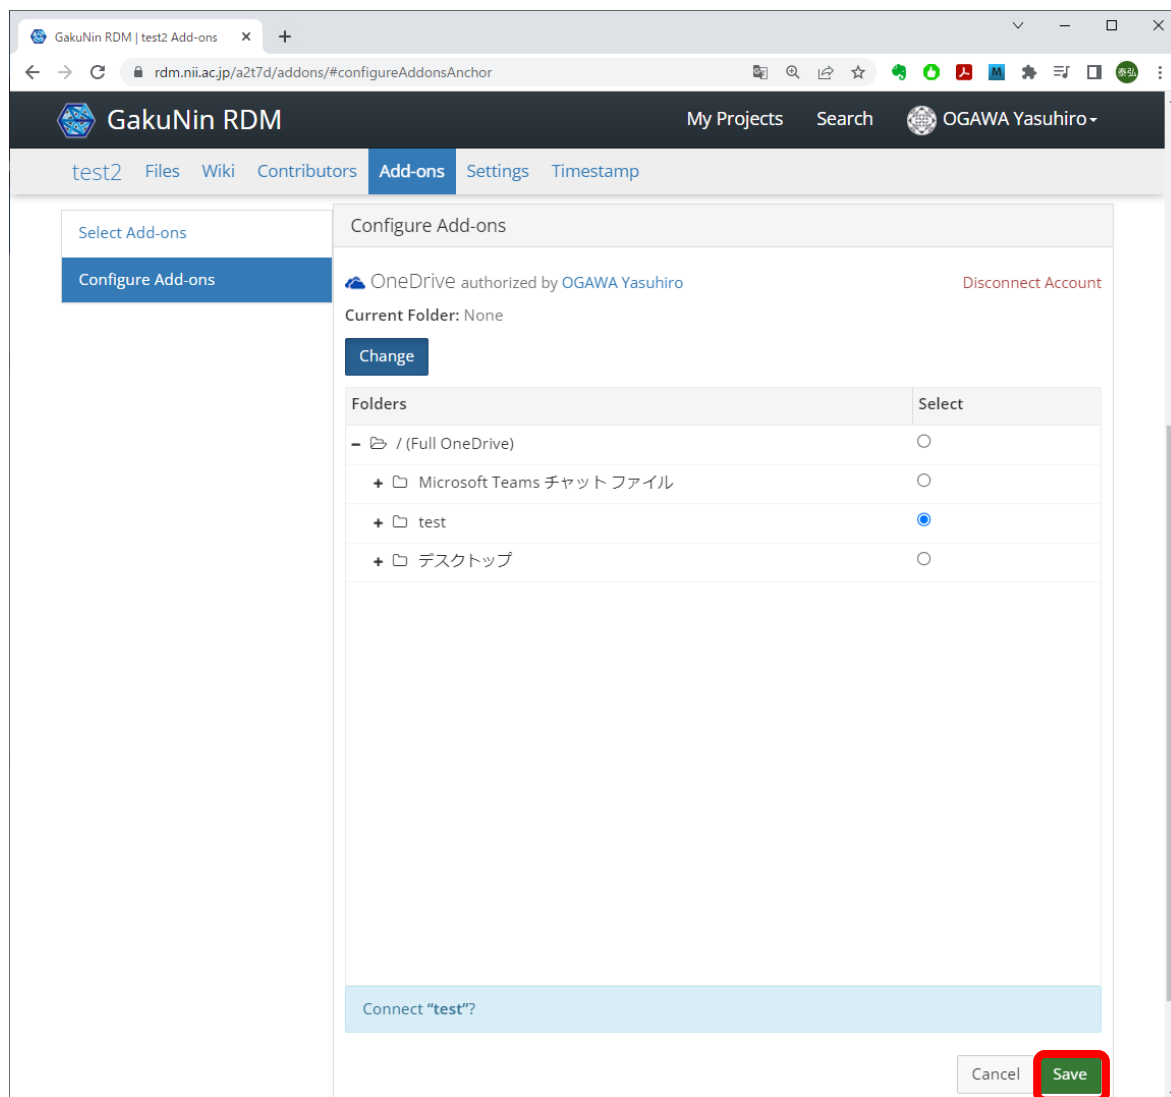 GakuNin RDM | test2 Add-ons
rdm.nii.ac.jp/a2t7d/addons/#configureAddonsAnchor
M
泰弘
GakuNin RDM
My Projects
Search
OGAWA Yasuhiro
test2
Files
Wiki
Contributors
Add-ons
Settings
Timestamp
Select Add-ons
Configure Add-ons
Configure Add-ons
OneDrive authorized by OGAWA Yasuhiro
Disconnect Account
Current Folder: None
Change
Folders
Select
/ (Full OneDrive)
Microsoft Teams チャット ファイル
test
デスクトップ
Connect “test”?
Cancel
Save